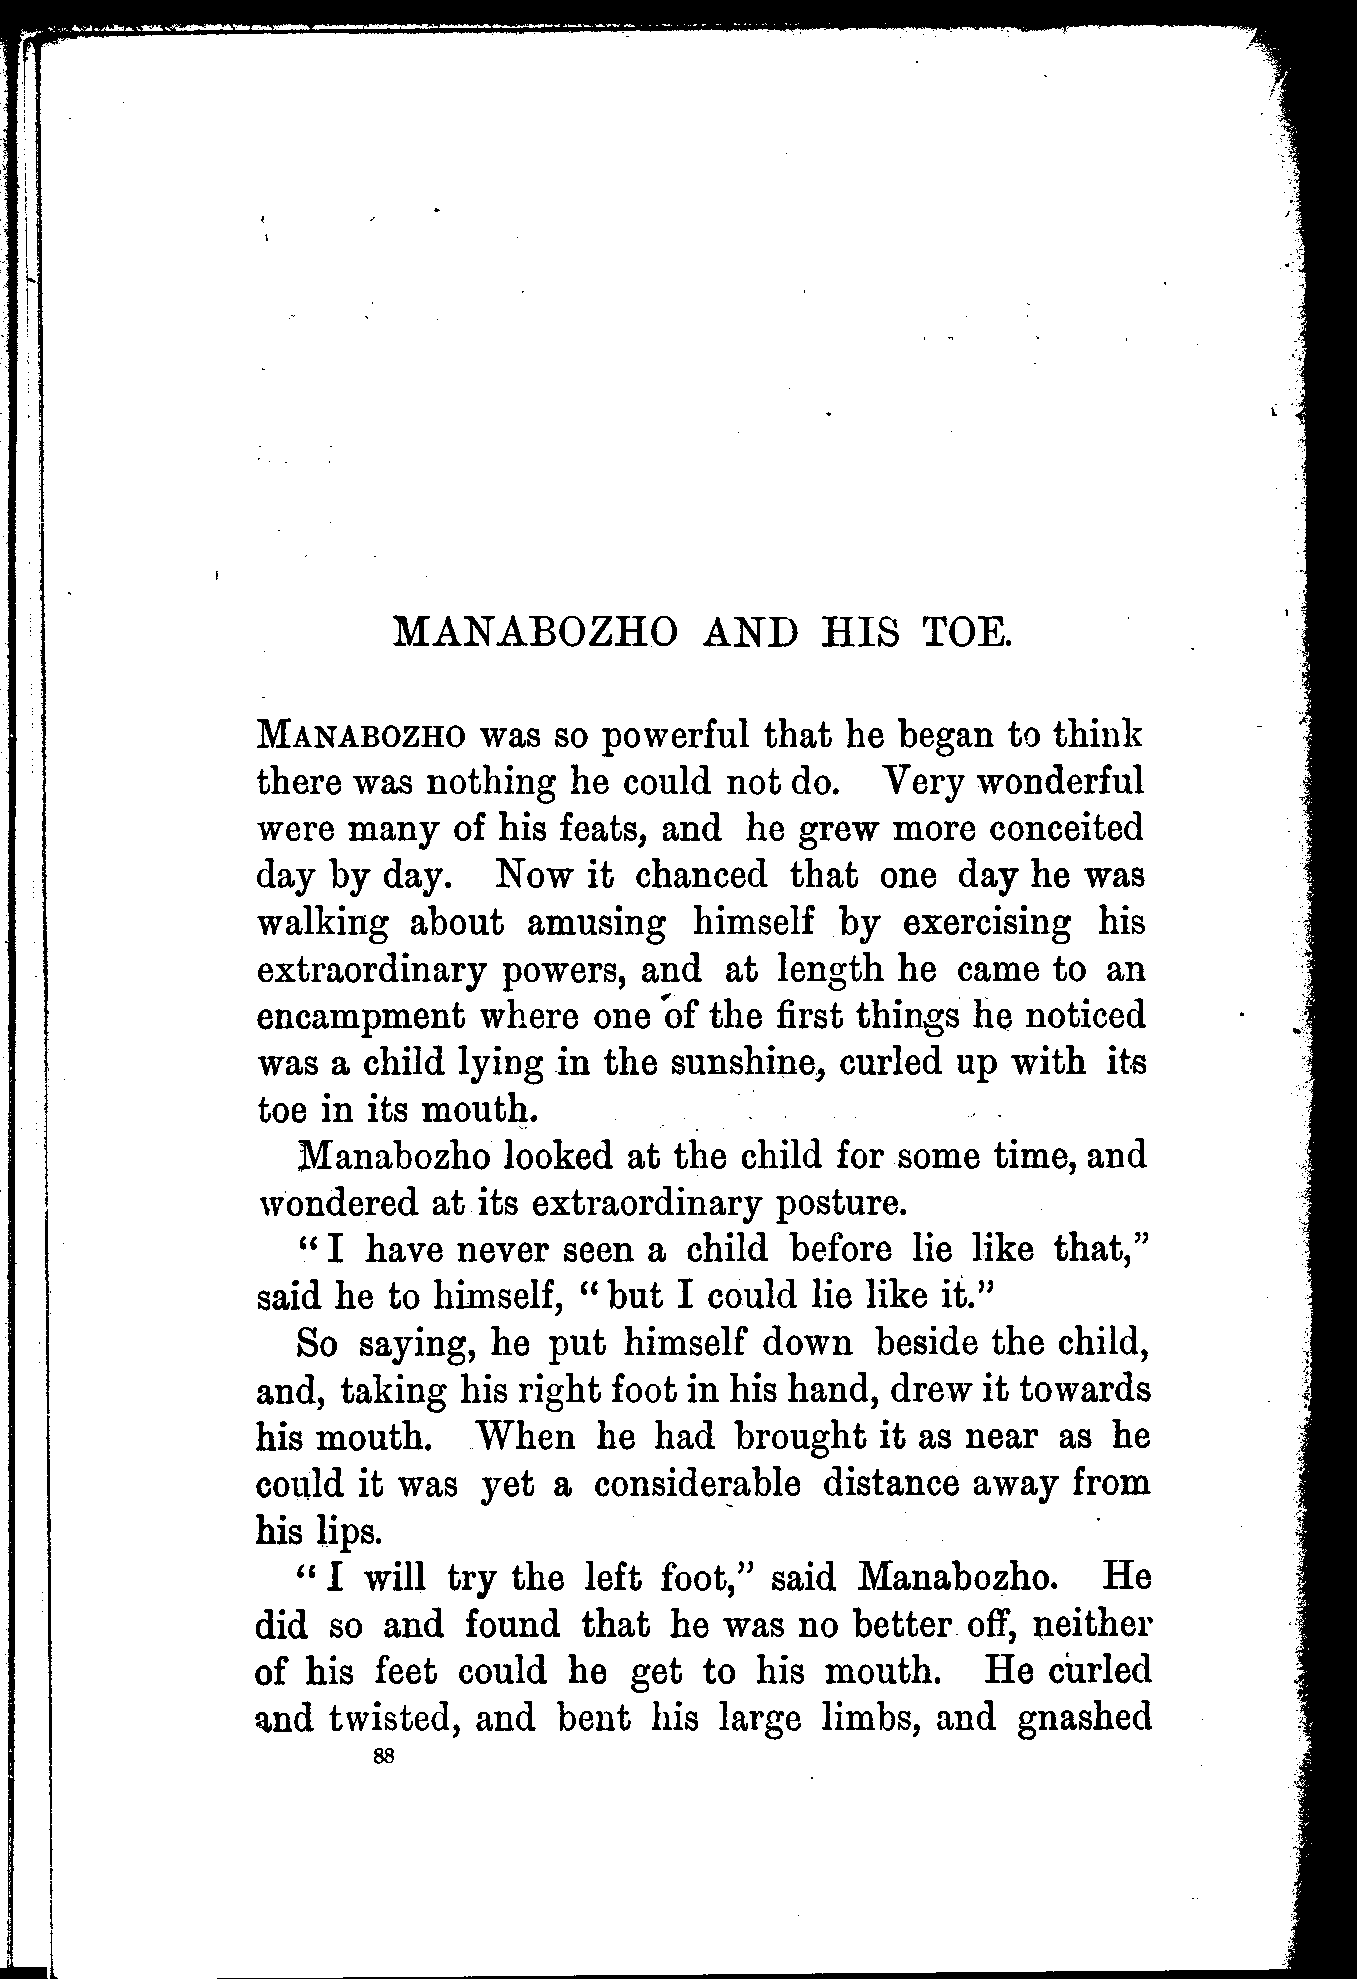 MANABOZHO AND HIS TOE.
MANABOZHO was so powerful that he began to think
there was nothing he could not do. Very wonderful
were many of his feats, and he grew more conceited
day by day. Now it chanced that one day he was
walking about amusing himself by exercising his
extraordinary powers, and at length he came to an
encampment where one of the first things he noticed
was a child lying in the sunshine, curled up with its
toe in its mouth.
Manabozho looked at the child for some time, and
wondered at its extraordinary posture.
“I have never seen a child before lie like that,”
said he to himself, “but I could lie like it.”
So saying, he put himself down beside the child,
and, taking his right foot in his hand, drew it towards
his mouth. When he had brought it as near as he
could it was yet a considerable distance away from
his lips.
“I will try the left foot,” said Manabozho. He
did so and found that he was no better off, neither
of his feet could he get to his mouth. He curled
and twisted, and bent his large limbs, and gnashed
88